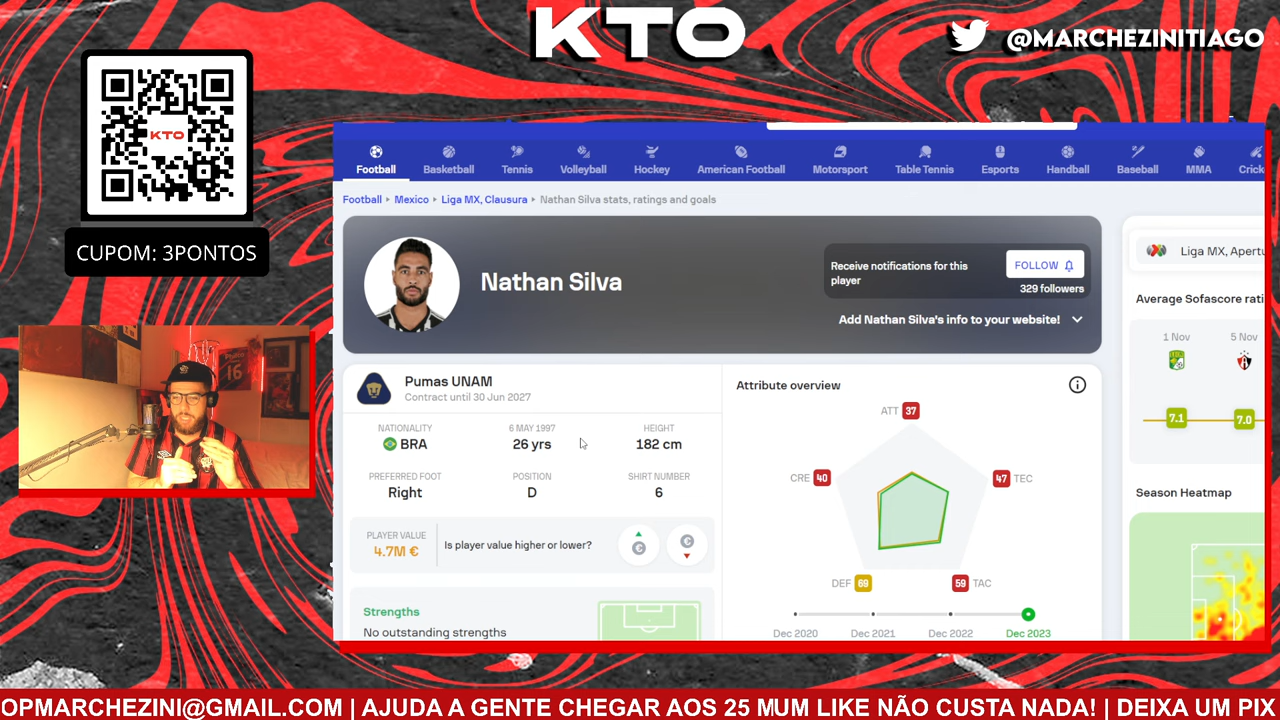 KTO
@MARCHEZINITIAGO
KTO
CUPOM: 3PONTOS
Football
Basketball
Tennis
Volleyball
Hockey
American Football
Motorsport
Table Tennis
Esports
Handball
Baseball
MMA
Football Mexico Liga MX, Clausura Nathan Silva stats, ratings and goals
Nathan Silva
Receive notifications for this
player
FOLLOW
329 followers
Add Nathan Silva's info to your website!
Pumas UNAM
Contract until 30 Jun 2027
NATIONALITY
BRA
6 MAY 1997
26 yrs
HEIGHT
182 cm
PREFERRED FOOT
Right
POSITION
D
SHIRT NUMBER
6
PLAYER VALUE
4.7M €
Is player value higher or lower?
€
€
Strengths
No outstanding strengths
Attribute overview
ATT 37
CRE 40
47 TEC
DEF 69
59 TAC
Dec 2020
Dec 2021
Dec 2022
Dec 2023
Liga MX, Apertu
Average Sofascore rati
1 Nov
5 Nov
7.1
7.0
Season Heatmap
16
OPMARCHEZINI@GMAIL.COM | AJUDA A GENTE CHEGAR AOS 25 MUM LIKE NÃO CUSTA NADA! | DEIXA UM PIX